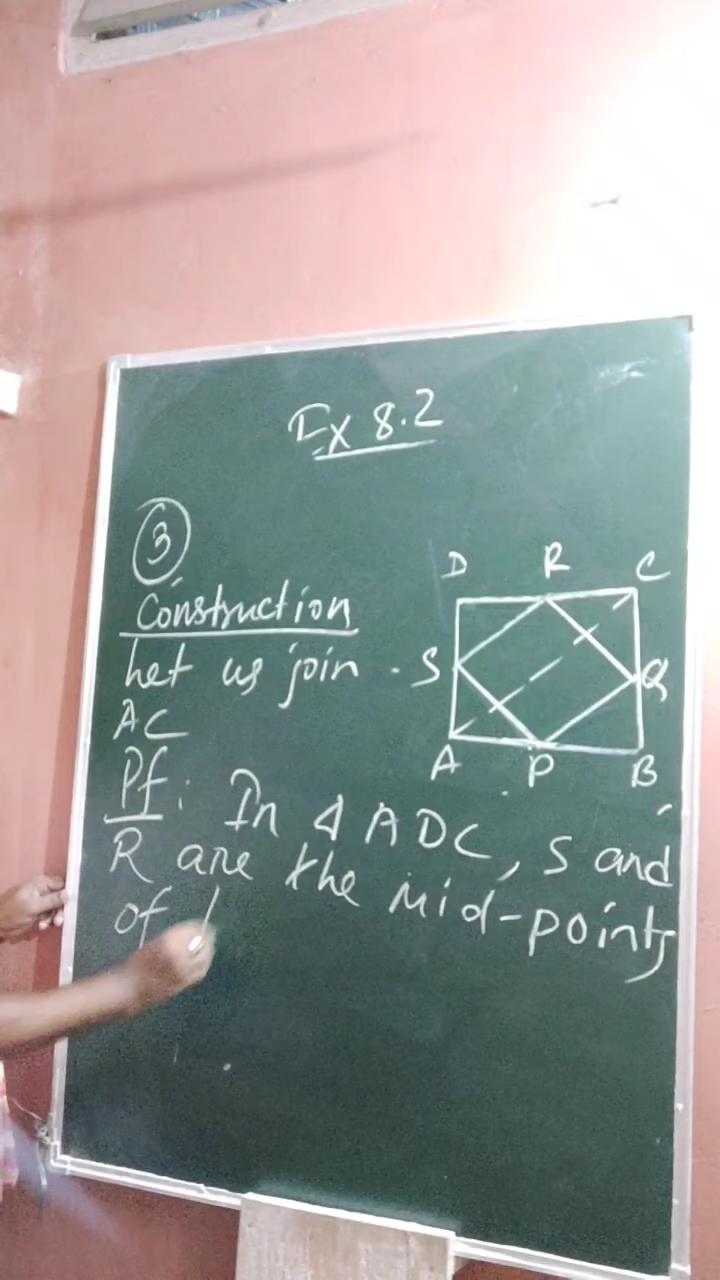 Ex 8.2
3
Construction
Let us join
AC
D R C
S Q
A P B
Pf: In △ ADC, S and
R are the mid-points
of